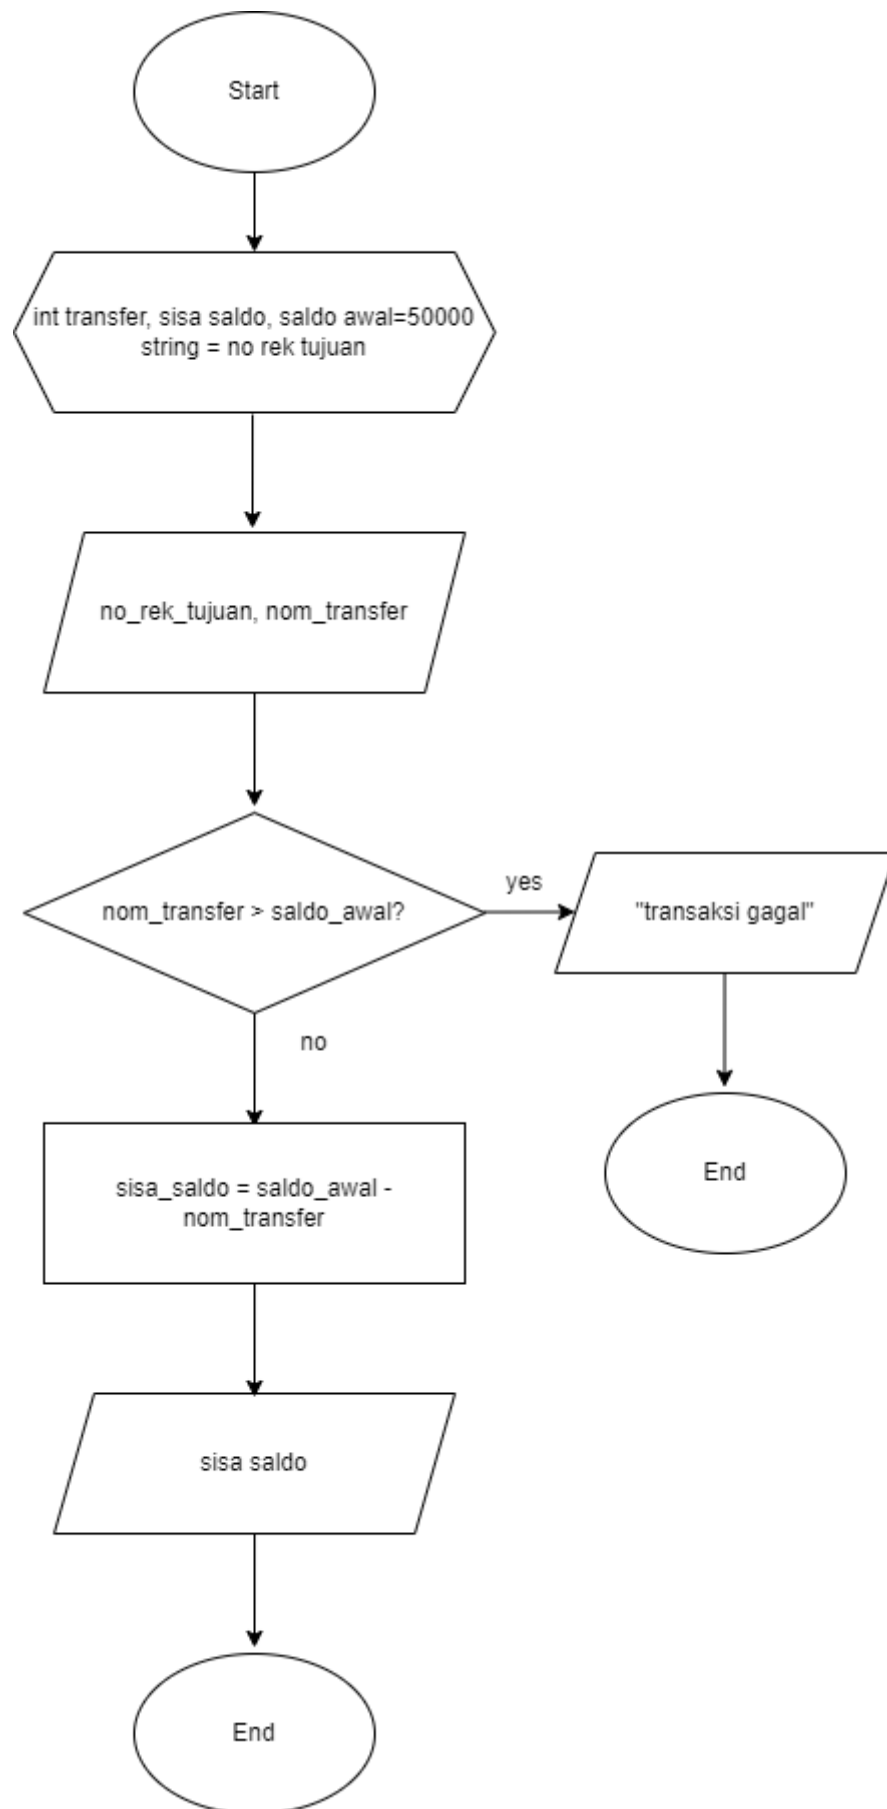 Start
int transfer, sisa saldo, saldo awal=50000
string = no rek tujuan
no_rek_tujuan, nom_transfer
nom_transfer > saldo_awal?
yes
"transaksi gagal"
no
End
sisa_saldo = saldo_awal -
nom_transfer
sisa saldo
End